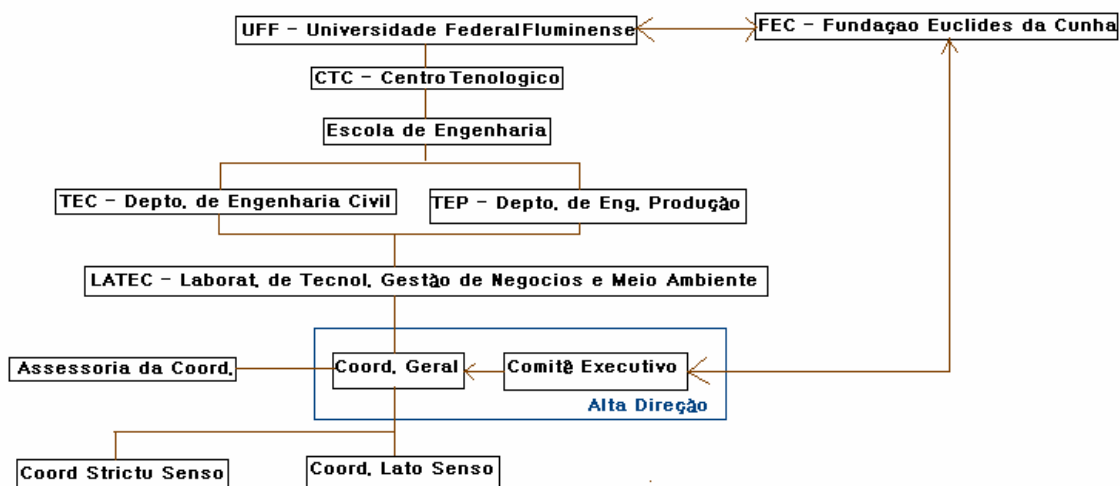 UFF - Universidade Federal Fluminense
FEC - Fundaçao Euclides da Cunha
CTC - Centro Tenologico
Escola de Engenharia
TEC - Depto. de Engenharia Civil
TEP - Depto. de Eng. Produção
LATEC - Laborat. de Tecnol. Gestão de Negocios e Meio Ambiente
Assessoria da Coord.
Coord. Geral
Comitê Executivo
Alta Direção
Coord Strictu Senso
Coord. Lato Senso